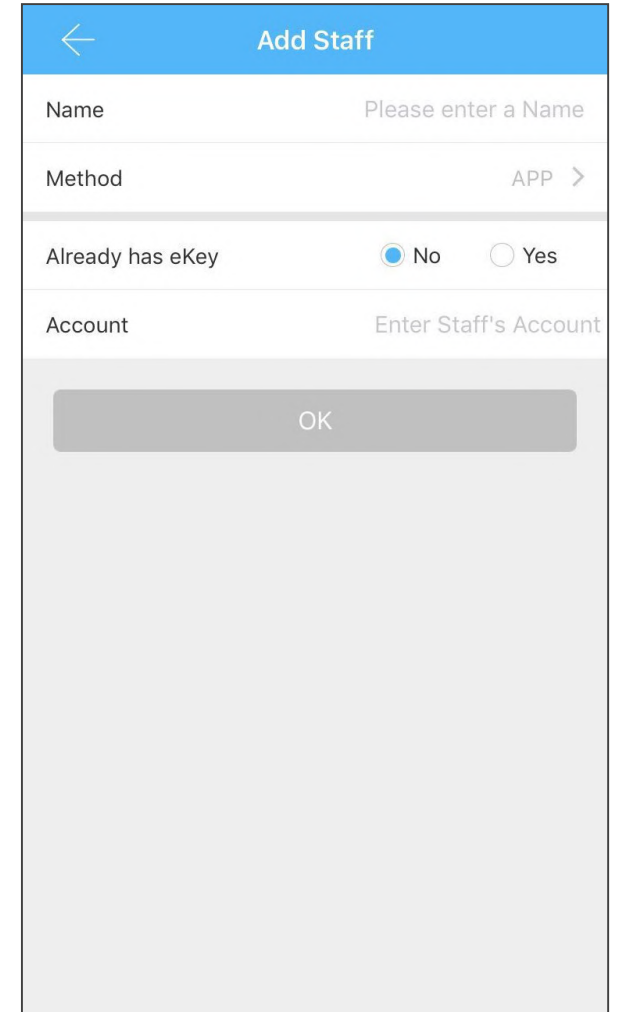 Add Staff
Name Please enter a Name
Method APP
Already has eKey No Yes
Account Enter Staff's Account
OK